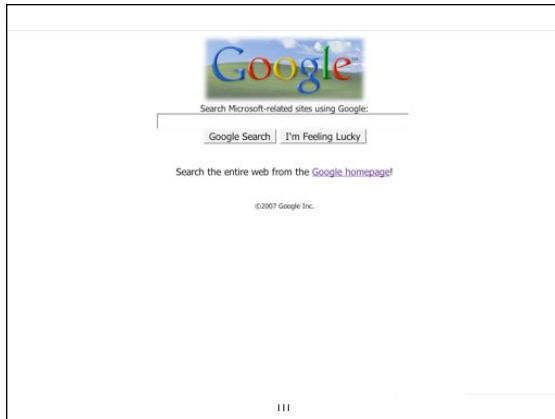 Google™
Search Microsoft-related sites using Google:
Google Search I'm Feeling Lucky
Search the entire web from the Google homepage!
©2007 Google Inc.